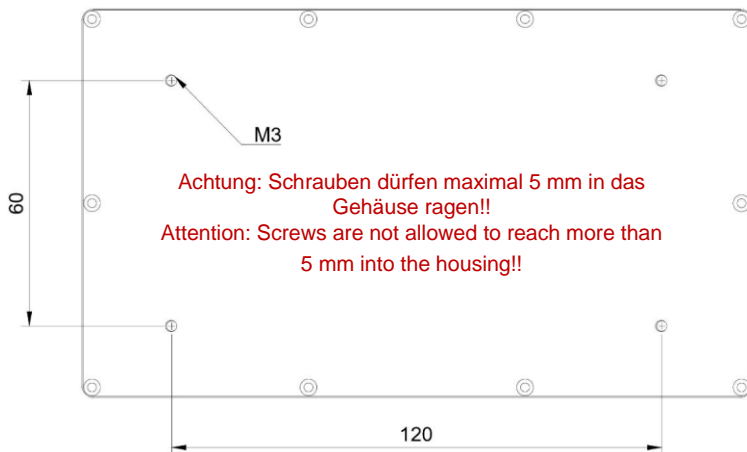 M3
Achtung: Schrauben dürfen maximal 5 mm in das
Gehäuse ragen!!
Attention: Screws are not allowed to reach more than
5 mm into the housing!!
60
120